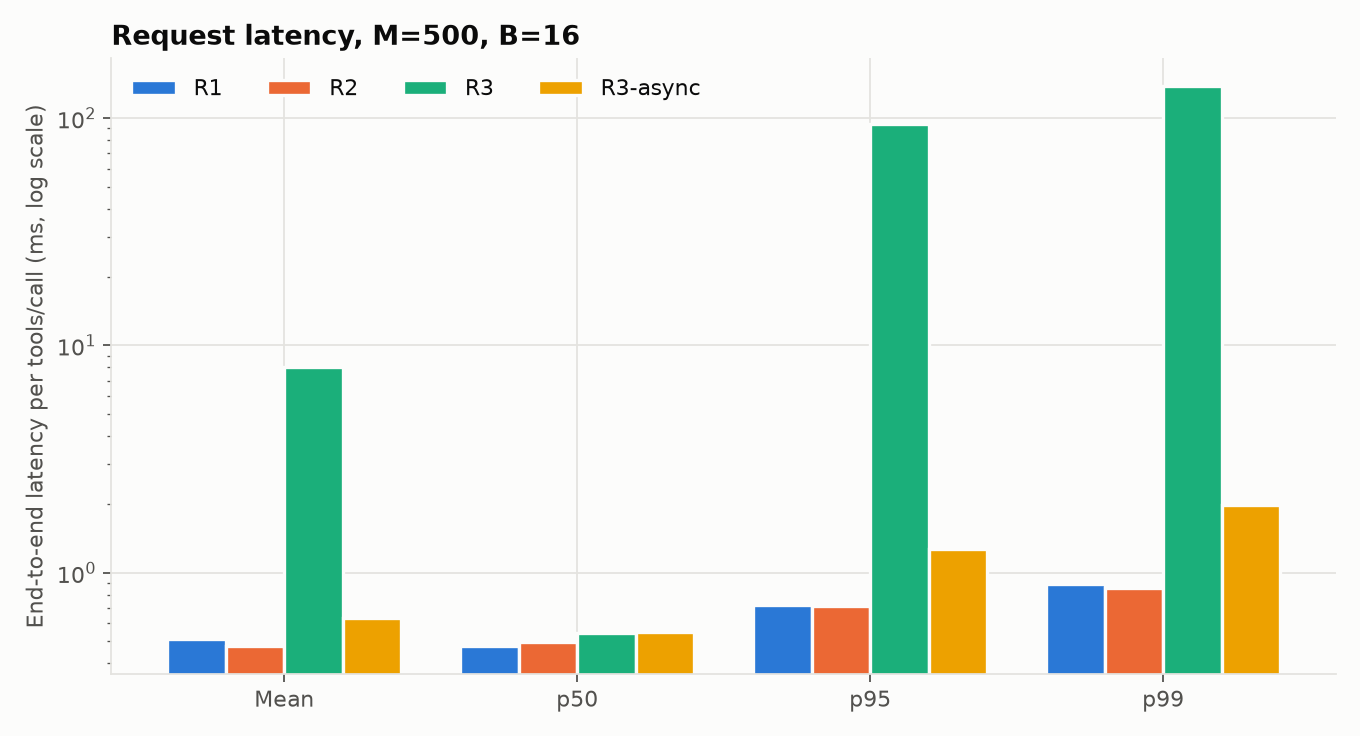 Request latency, M=500, B=16
R1 R2 R3 R3-async
End-to-end latency per tools/call (ms, log scale)
10²
10¹
10⁰
Mean p50 p95 p99